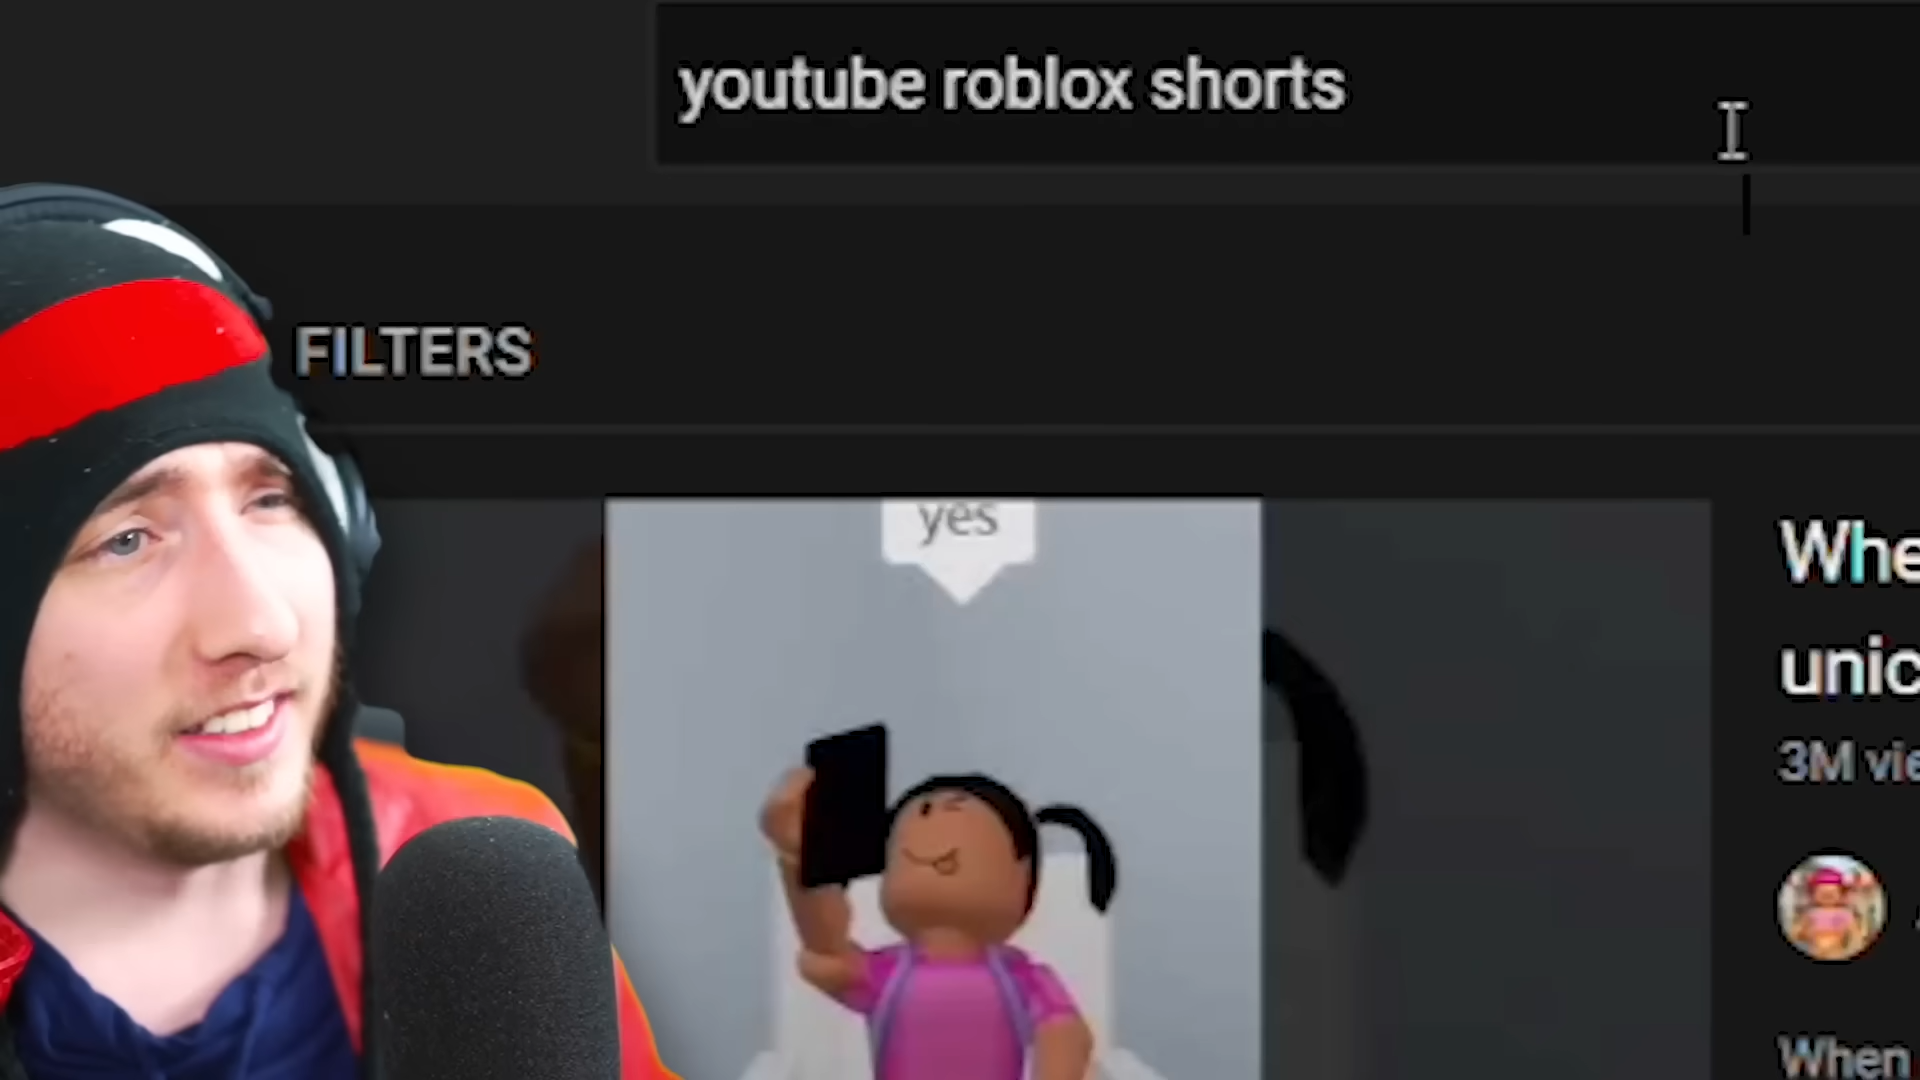 youtube roblox shorts
FILTERS
yes
Whe
unic
3M vie
When